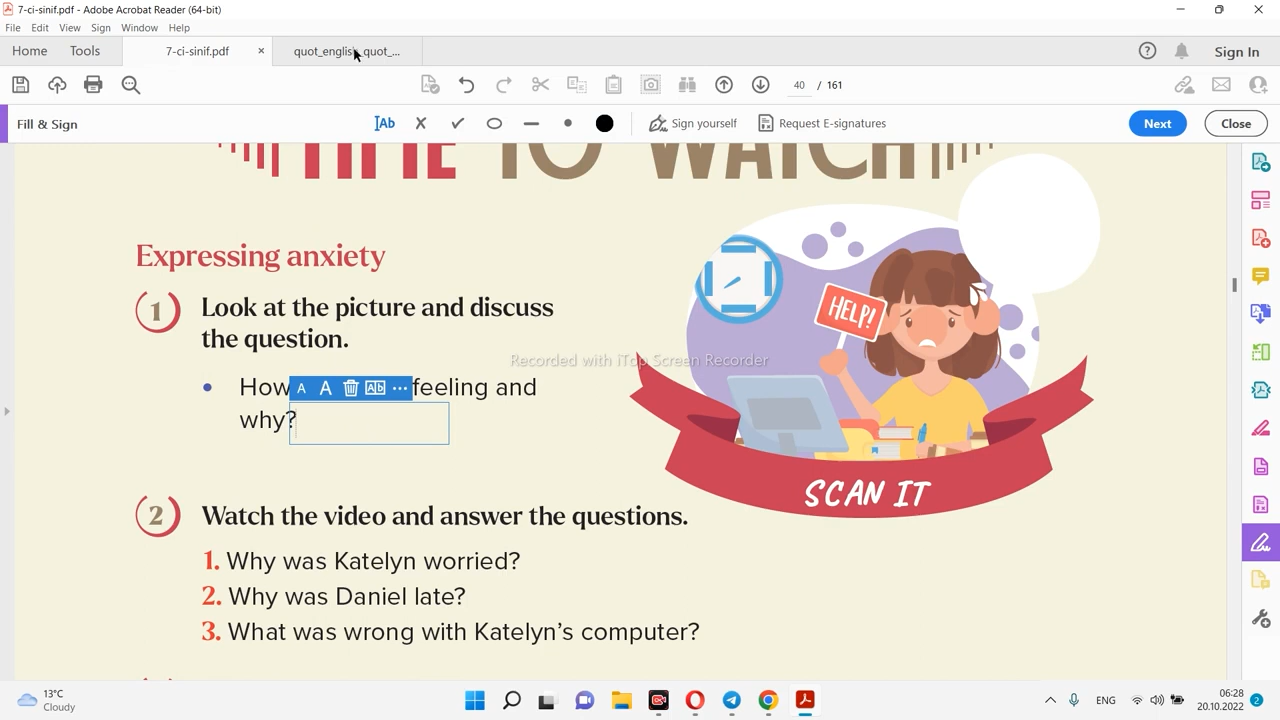 7-ci-sinif.pdf - Adobe Acrobat Reader (64-bit)
File Edit View Sign Window Help
Home Tools 7-ci-sinif.pdf × quot_english_quot_... Sign In
40 / 161
Fill & Sign Ab Sign yourself Request E-signatures Next Close
TIME TO WATCH
Expressing anxiety
1 Look at the picture and discuss
the question.
HELP!
Recorded with iTop Screen Recorder
• How A A Ab ... feeling and
why?
SCAN IT
2 Watch the video and answer the questions.
1. Why was Katelyn worried?
2. Why was Daniel late?
3. What was wrong with Katelyn's computer?
13°C
Cloudy
ENG
06:28
20.10.2022
2